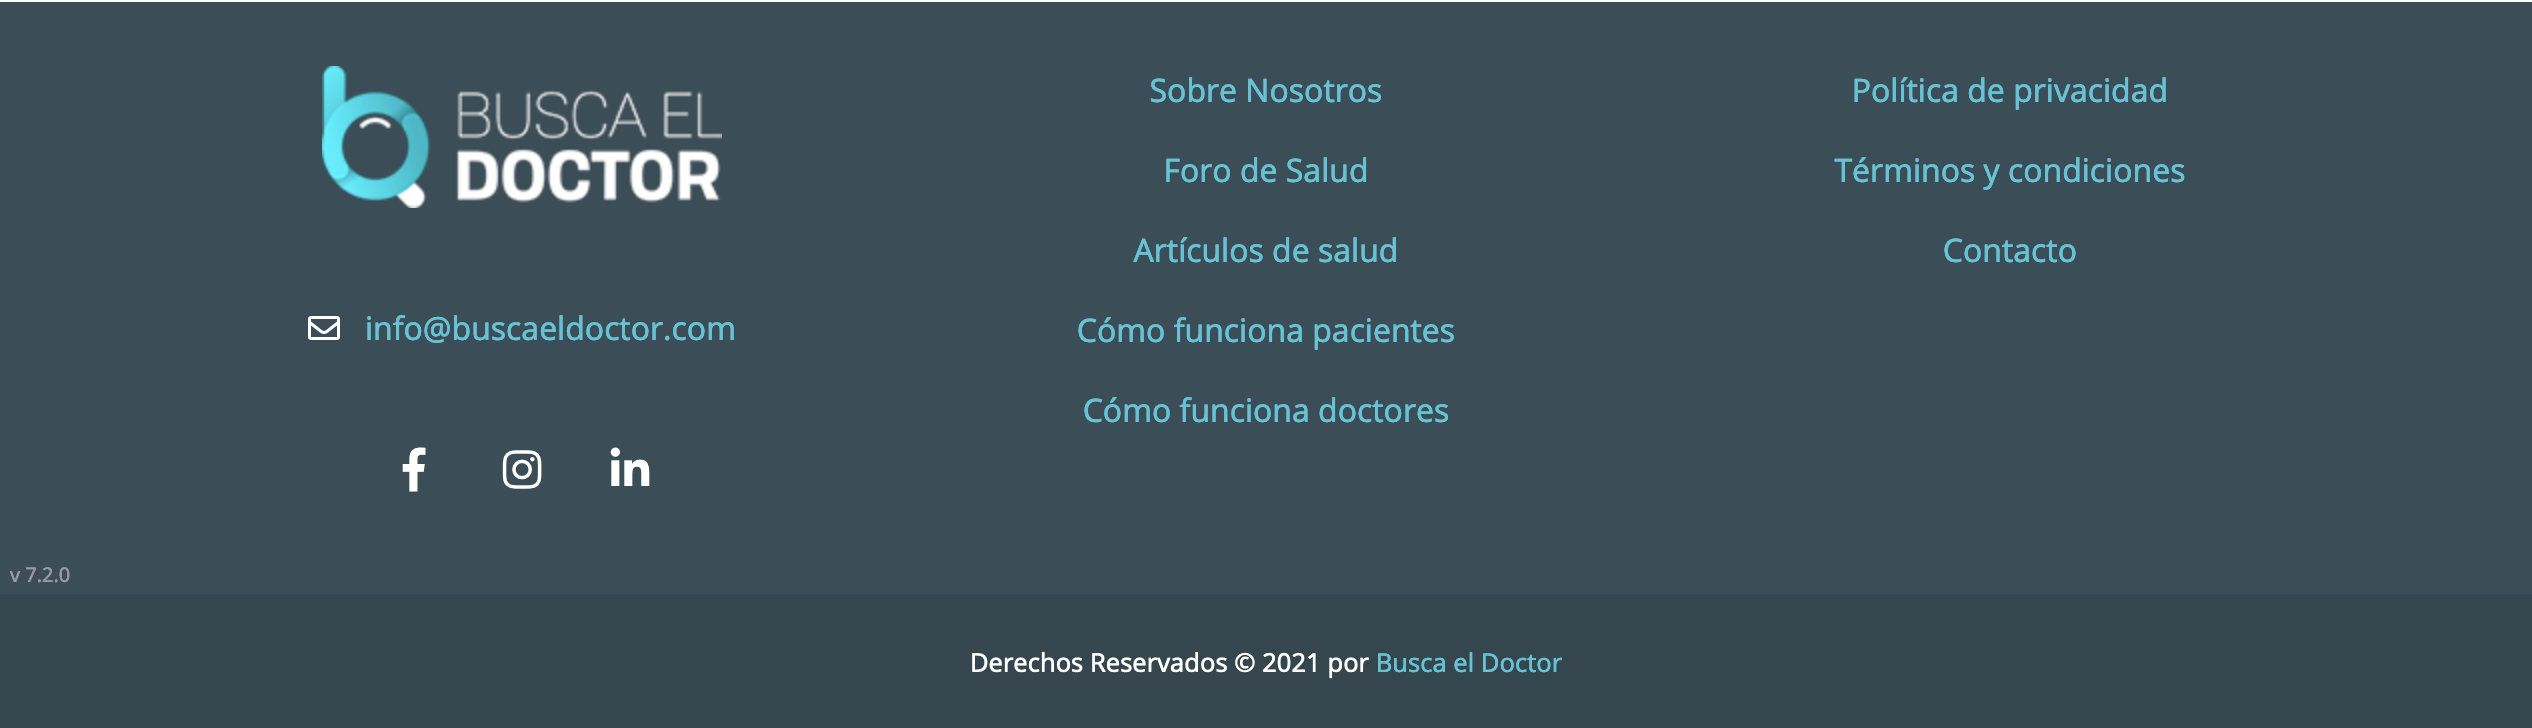 BUSCA EL
DOCTOR
info@buscaeldoctor.com
Sobre Nosotros
Foro de Salud
Artículos de salud
Cómo funciona pacientes
Cómo funciona doctores
Política de privacidad
Términos y condiciones
Contacto
v 7.2.0
Derechos Reservados © 2021 por Busca el Doctor